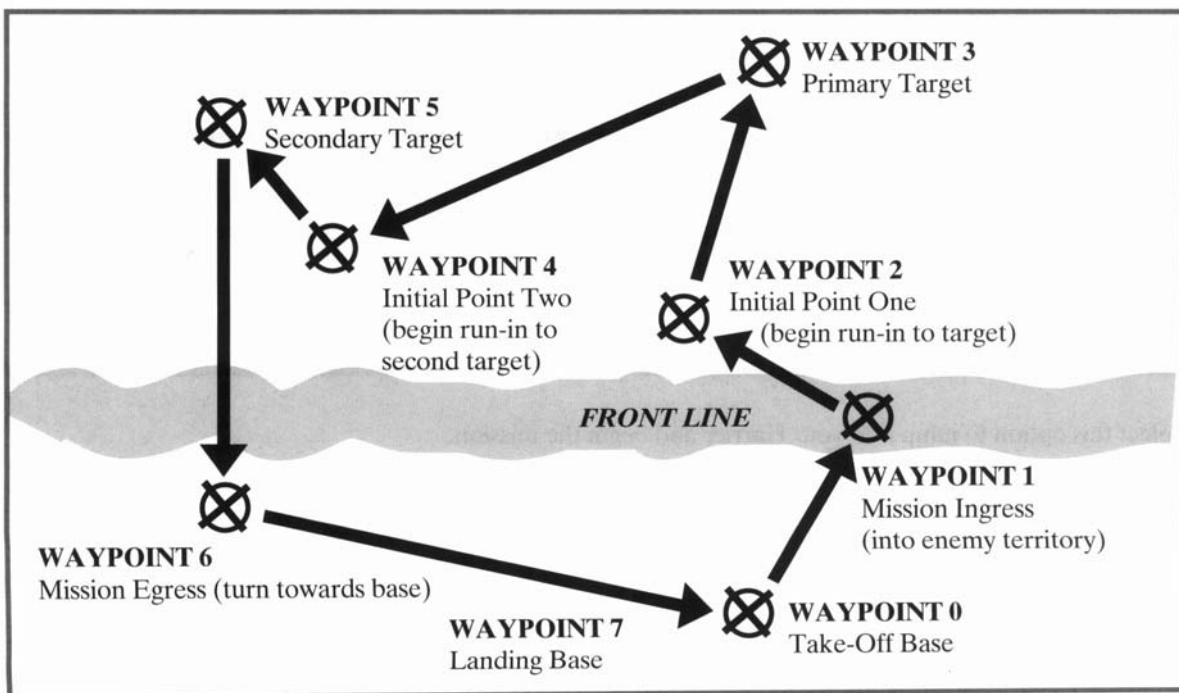 WAYPOINT 3
Primary Target
WAYPOINT 5
Secondary Target
WAYPOINT 4
Initial Point Two
(begin run-in to
second target)
WAYPOINT 2
Initial Point One
(begin run-in to target)
FRONT LINE
WAYPOINT 1
Mission Ingress
(into enemy territory)
WAYPOINT 6
Mission Egress (turn towards base)
WAYPOINT 7
Landing Base
WAYPOINT 0
Take-Off Base